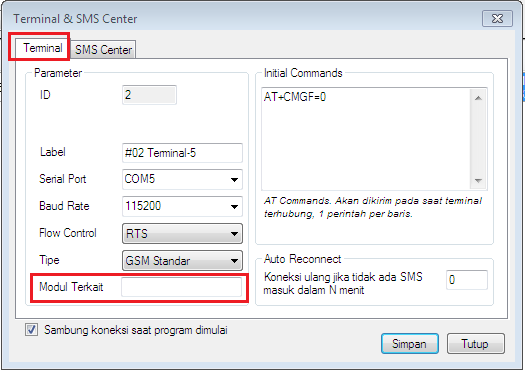 Terminal & SMS Center
Terminal
SMS Center
Parameter
ID
2
Label
#02 Terminal-5
Serial Port
COM5
Baud Rate
115200
Flow Control
RTS
Tipe
GSM Standar
Modul Terkait
Initial Commands
AT+CMGF=0
AT Commands. Akan dikirim pada saat terminal
terhubung, 1 perintah per baris.
Auto Reconnect
Koneksi ulang jika tidak ada SMS
masuk dalam N menit
0
Sambung koneksi saat program dimulai
Simpan
Tutup